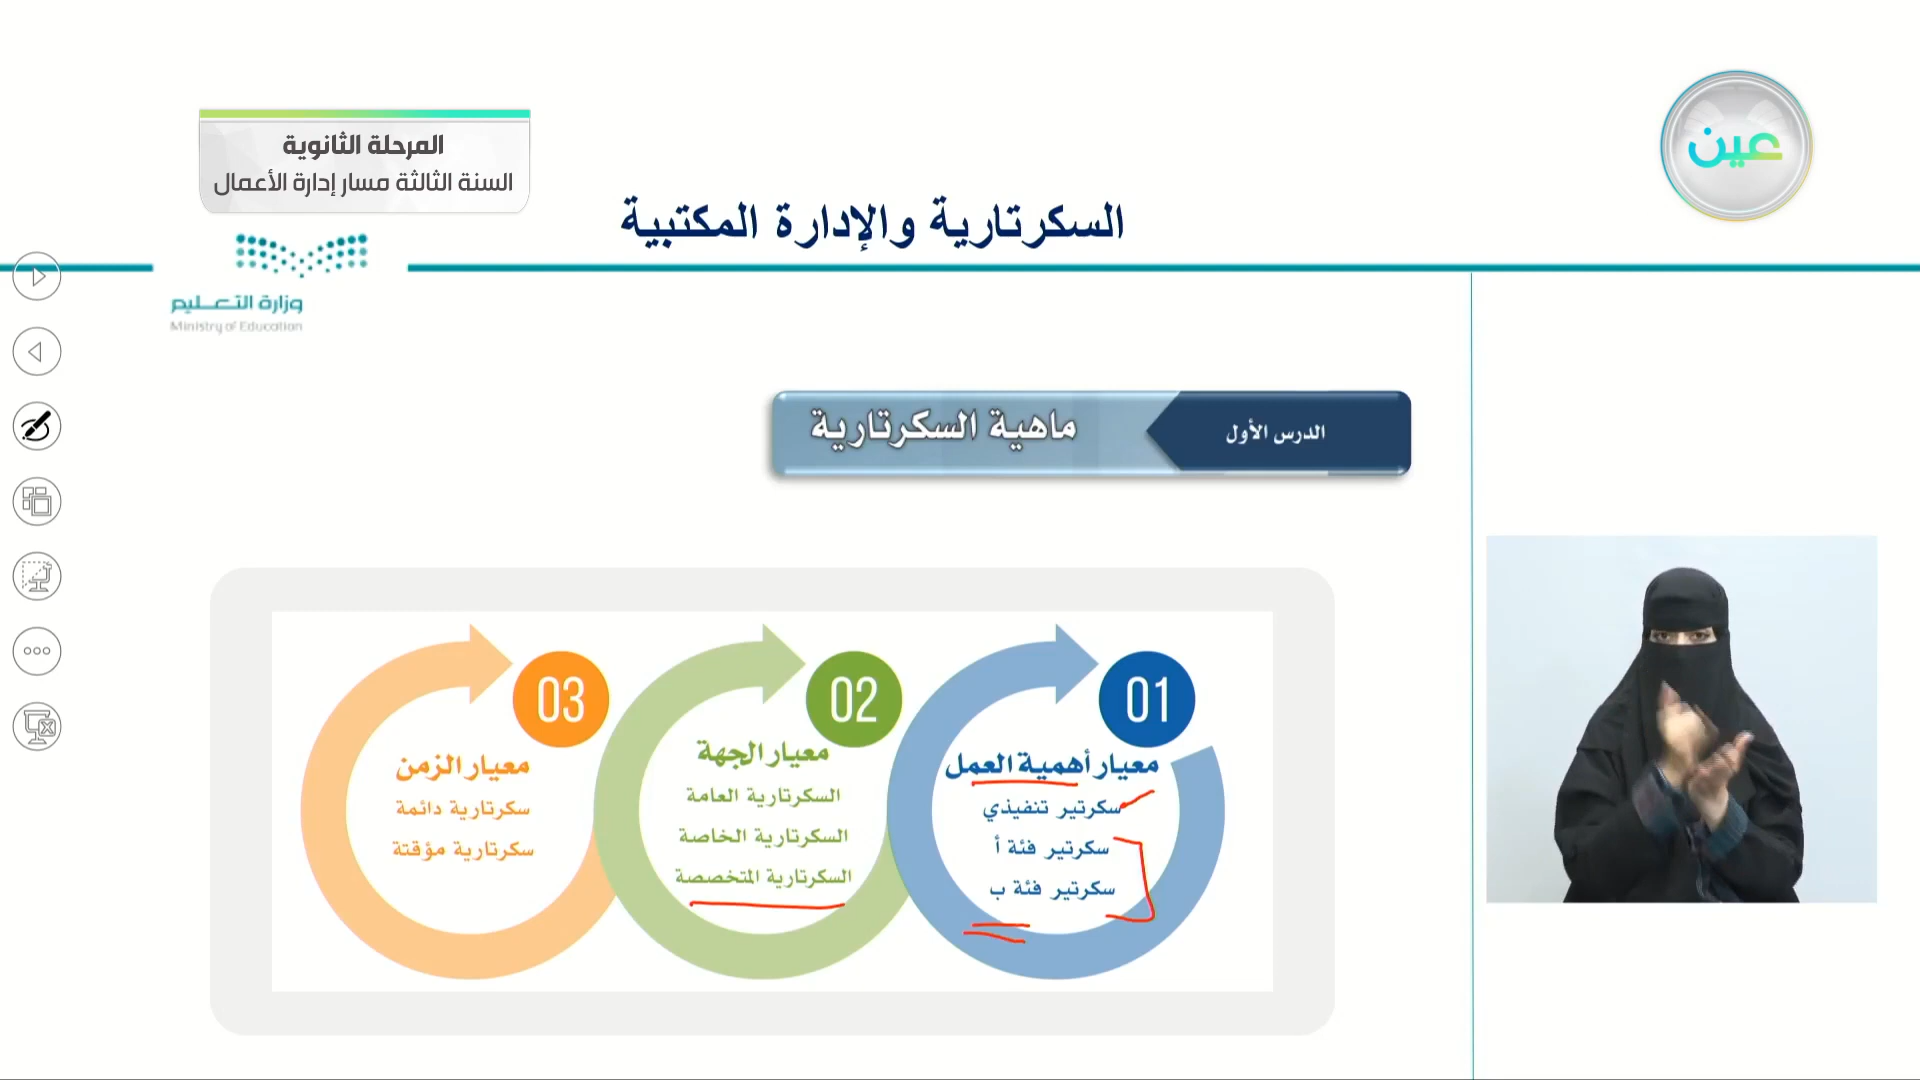 عين
المرحلة الثانوية
السنة الثالثة مسار إدارة الأعمال
السكرتارية والإدارة المكتبية
وزارة التعليم
Ministry of Education
الدرس الأول
ماهية السكرتارية
01
معيار أهمية العمل
سكرتير تنفيذي
سكرتير فئة أ
سكرتير فئة ب
02
معيار الجهة
السكرتارية العامة
السكرتارية الخاصة
السكرتارية المتخصصة
03
معيار الزمن
سكرتارية دائمة
سكرتارية مؤقتة